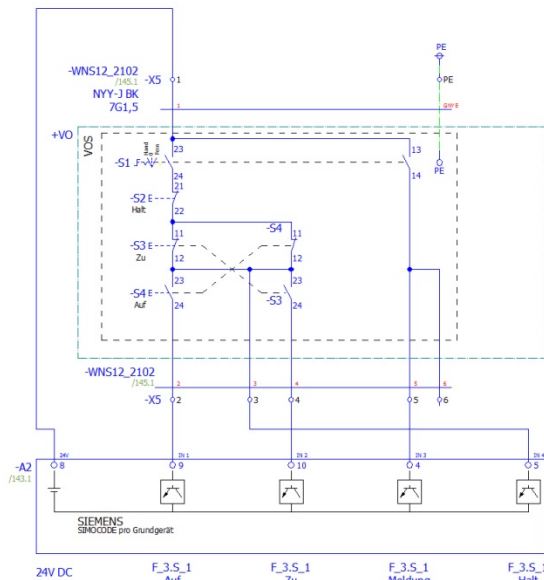 PE
-WNS12_2102
/145.1
-X5 1
PE
NYY-J BK
7G1,5
1
GNYE
+VO
VOS
Hand
0
Fern
23
13
-S1
24
14
PE
21
-S2 E
22
Halt
-S4
11
11
-S3 E
12
12
Zu
23
23
-S4 E
24
24
-S3
Auf
-WNS12_2102
/145.1
2
3
4
5
6
-X5 2
3
4
5
6
-A2
/143.1
24V
IN 1
IN 2
IN 3
IN 4
8
9
10
4
5
SIEMENS
SIMOCODE pro Grundgerät
24V DC
F_3.S_1
Auf
F_3.S_1
Zu
F_3.S_1
Meldung
F_3.S_1
Halt